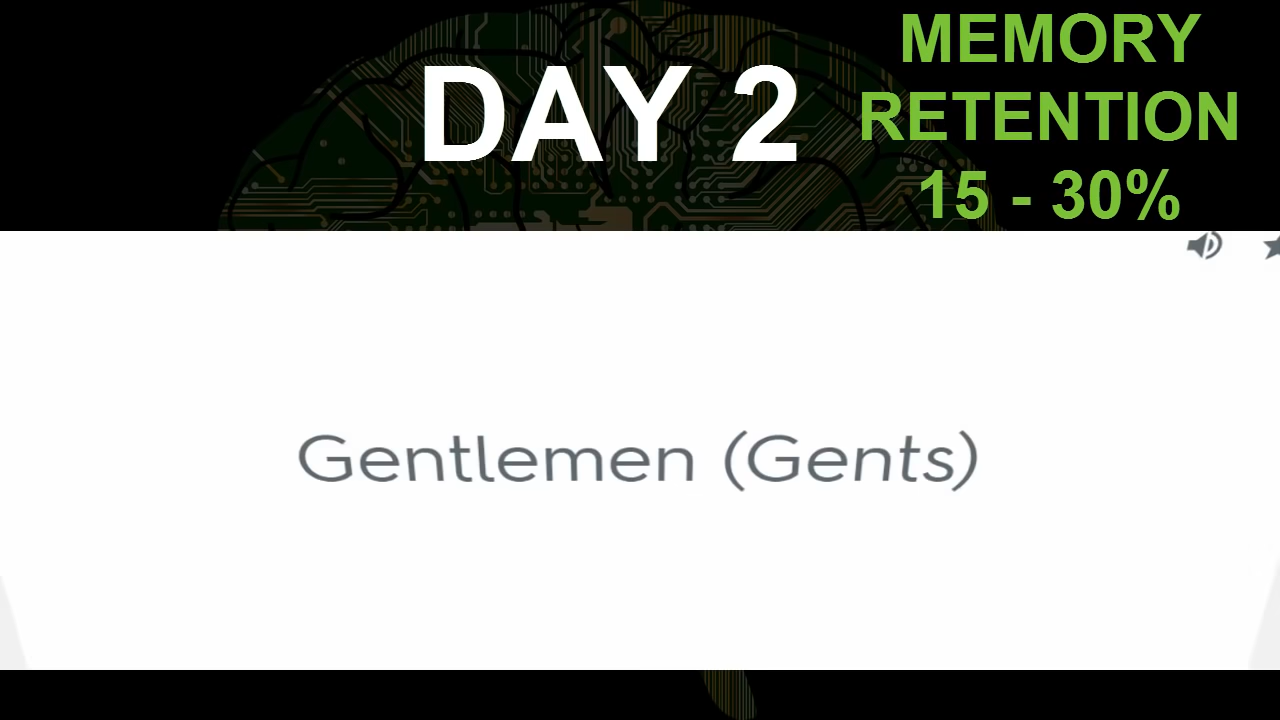 DAY 2
MEMORY
RETENTION
15 - 30%
Gentlemen (Gents)